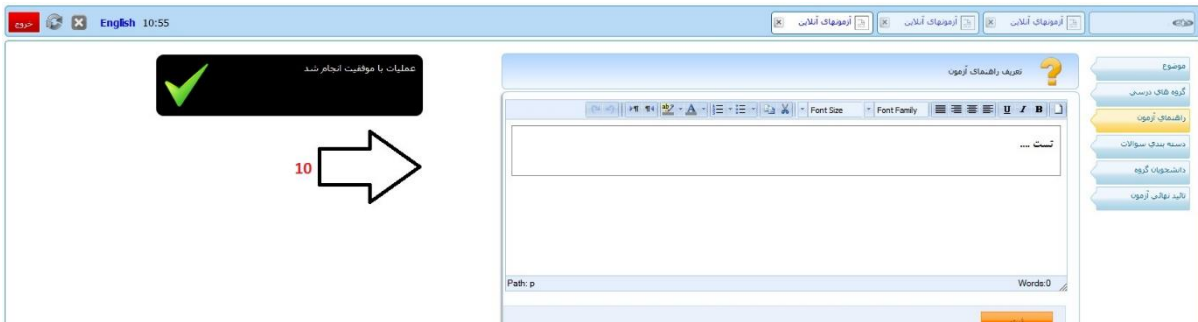 خروج
English 10:55
آزمونهای آنلاین
آزمونهای آنلاین
آزمونهای آنلاین
عملیات با موفقیت انجام شد
تعریف راهنمای آزمون
موضوع
گروه های درسی
راهنمای آزمون
دسته بندی سوالات
دانشجویان گروه
تائید نهائی آزمون
Font Size
Font Family
U I B
تست ....
10
Path: p
Words:0